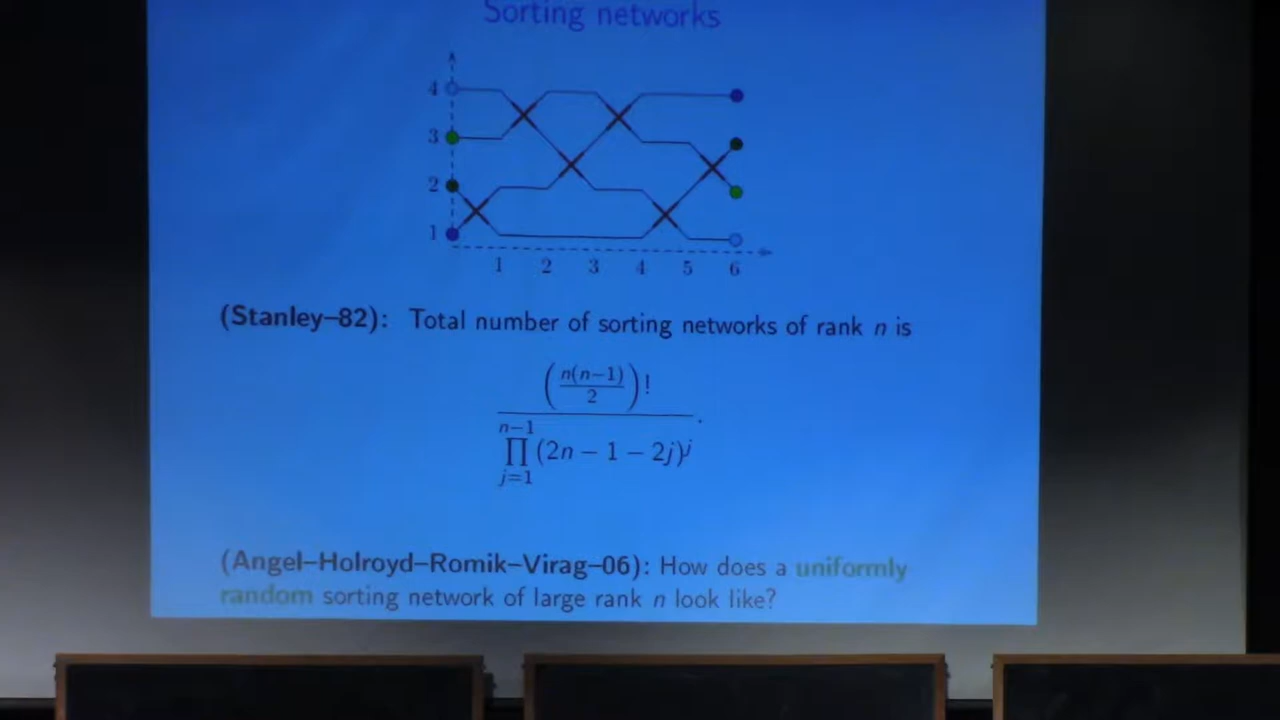 Sorting networks
4
3
2
1
1 2 3 4 5 6
(Stanley–82): Total number of sorting networks of rank n is
(n(n−1)/2)!
∏_{j=1}^{n−1} (2n − 1 − 2j)^j .
(Angel–Holroyd–Romik–Virag–06): How does a uniformly
random sorting network of large rank n look like?